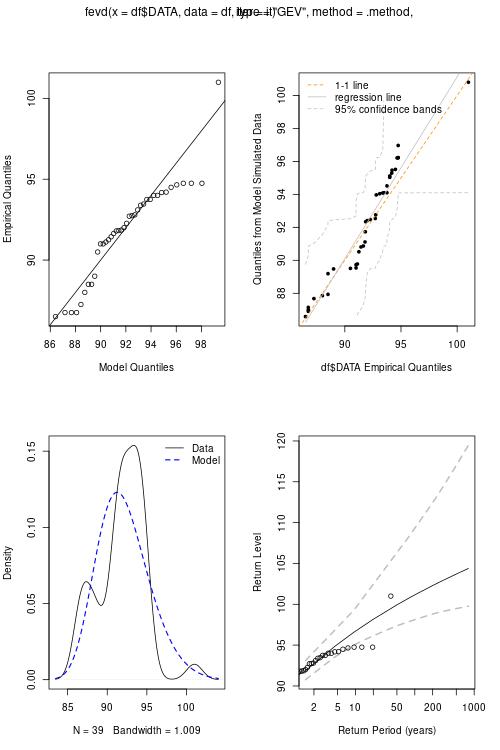 fevd(x = df$DATA, data = df, type = "GEV", method = .method,
Empirical Quantiles
90 95 100
86 88 90 92 94 96 98
Model Quantiles
Quantiles from Model Simulated Data
88 90 92 94 96 98 100
1-1 line
regression line
95% confidence bands
90 95 100
df$DATA Empirical Quantiles
Density
0.00 0.05 0.10 0.15
Data
Model
85 90 95 100
N = 39 Bandwidth = 1.009
Return Level
90 95 100 105 110 115 120
2 5 10 50 200 1000
Return Period (years)